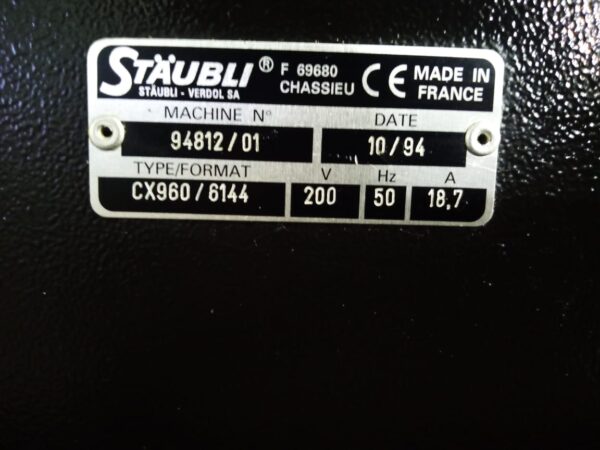 STÄUBLI® F 69680 CHASSIEU CE MADE IN FRANCE
STÄUBLI - VERDOL SA
MACHINE N° DATE
94812/01 10/94
TYPE/FORMAT V Hz A
CX960/6144 200 50 18,7